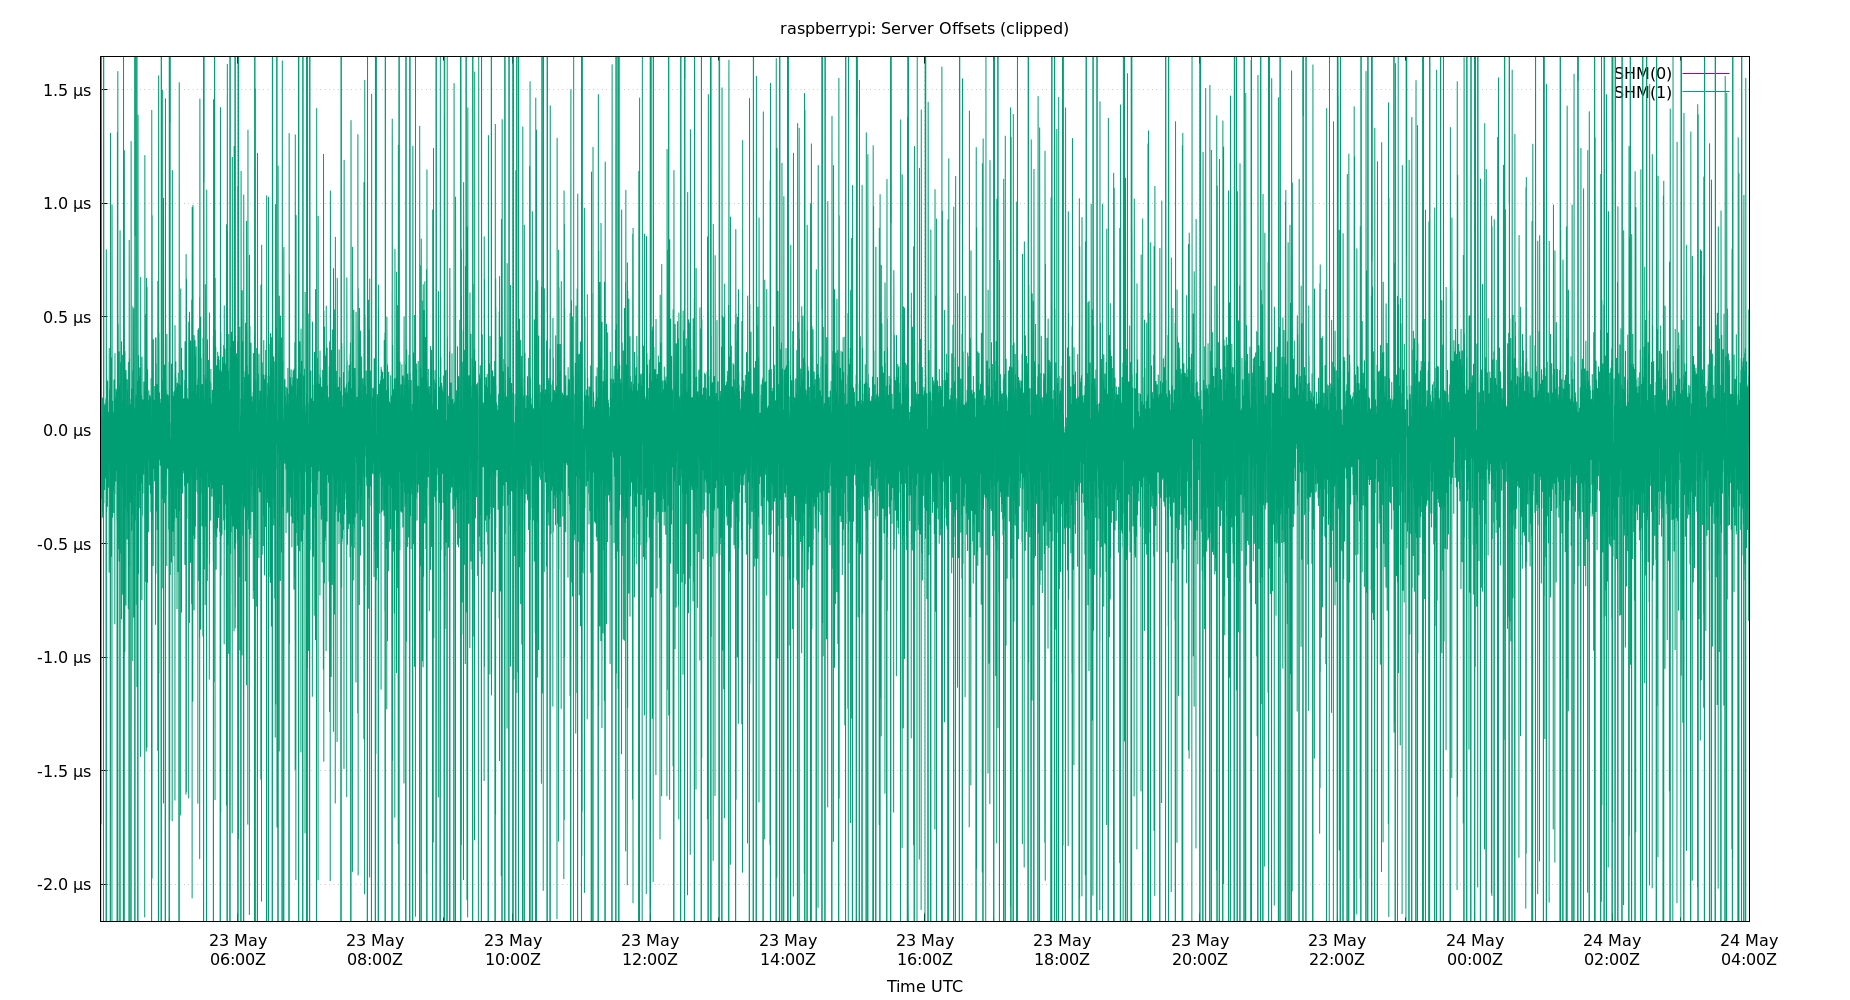 raspberrypi: Server Offsets (clipped)
SHM(0)
SHM(1)
1.5 µs
1.0 µs
0.5 µs
0.0 µs
-0.5 µs
-1.0 µs
-1.5 µs
-2.0 µs
23 May 23 May 23 May 23 May 23 May 23 May 23 May 23 May 23 May 24 May 24 May 24 May
06:00Z 08:00Z 10:00Z 12:00Z 14:00Z 16:00Z 18:00Z 20:00Z 22:00Z 00:00Z 02:00Z 04:00Z
Time UTC